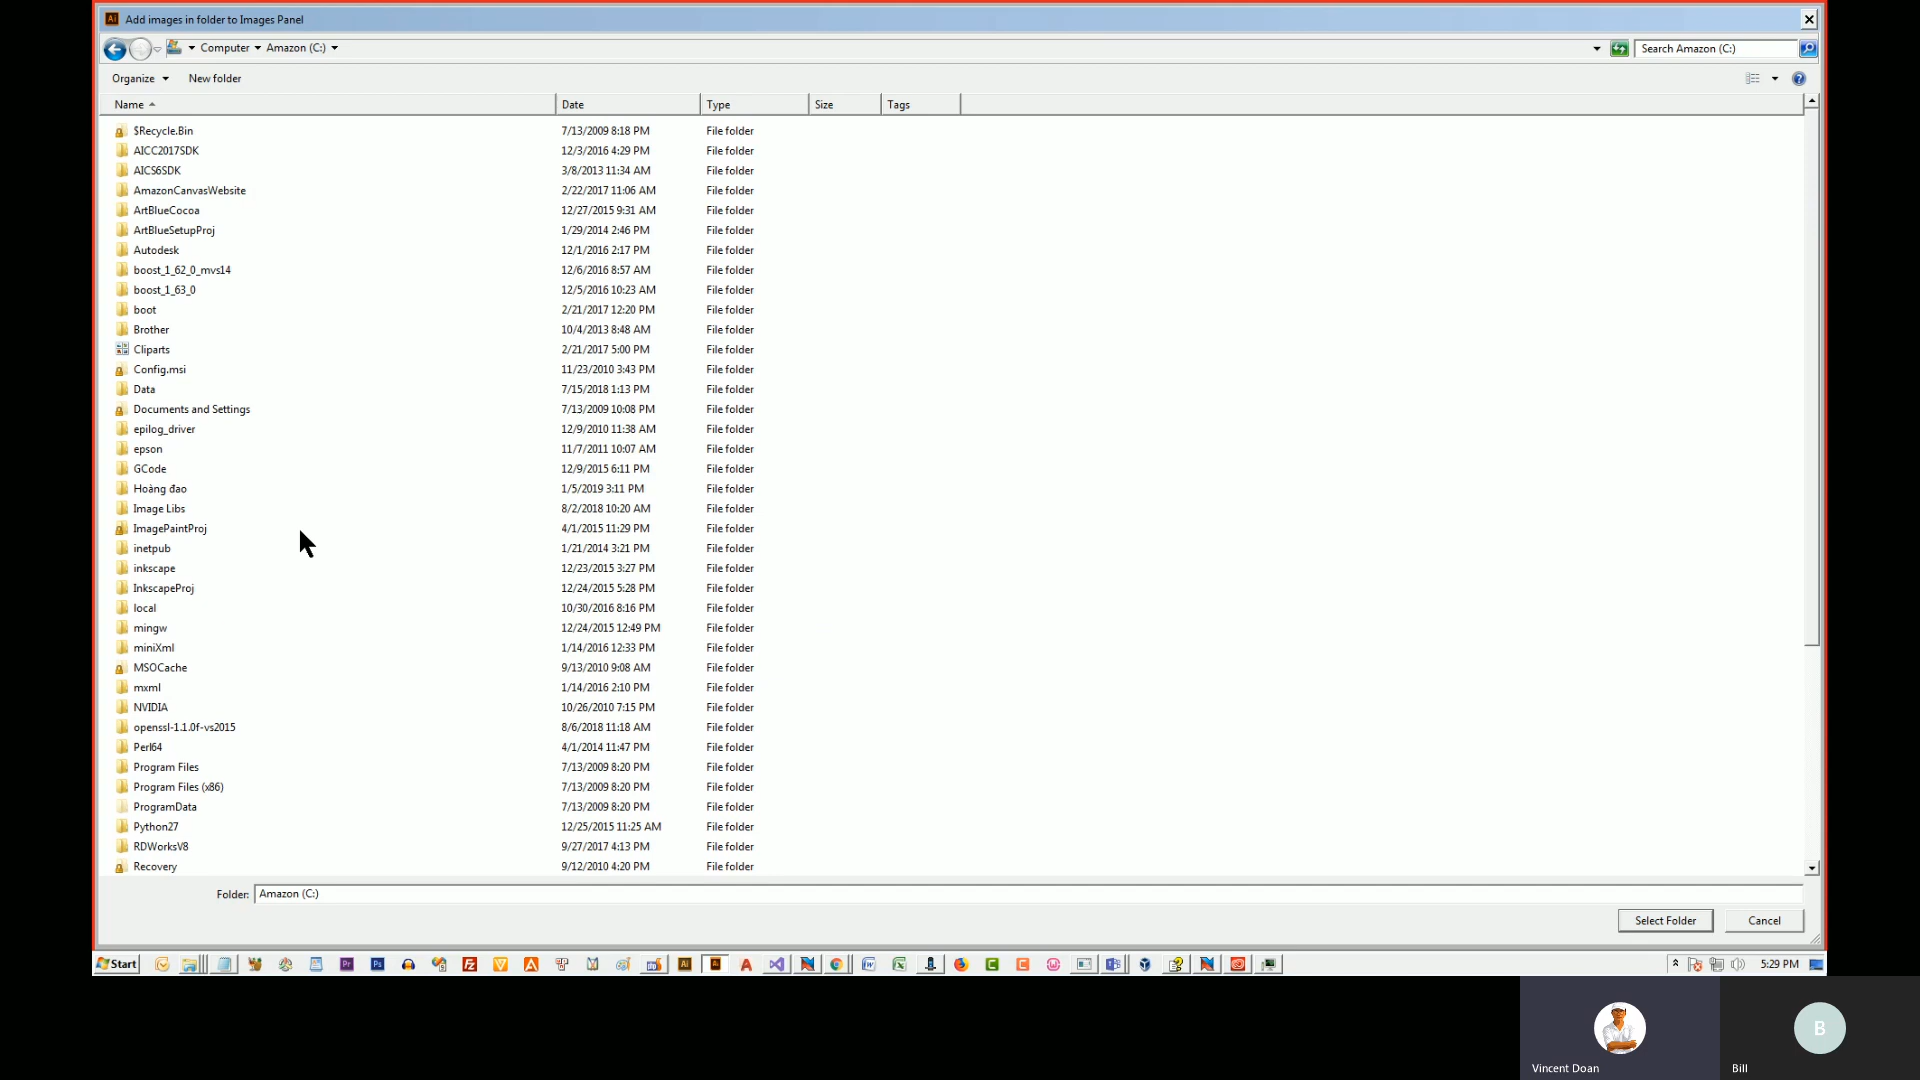 Ai Add images in folder to Images Panel
Computer Amazon (C:) Search Amazon (C:)
Organize New folder
Name Date Type Size Tags
$Recycle.Bin 7/13/2009 8:18 PM File folder
AICC2017SDK 12/3/2016 4:29 PM File folder
AICS6SDK 3/8/2013 11:34 AM File folder
AmazonCanvasWebsite 2/22/2017 11:06 AM File folder
ArtBlueCocoa 12/27/2015 9:31 AM File folder
ArtBlueSetupProj 1/29/2014 2:46 PM File folder
Autodesk 12/1/2016 2:17 PM File folder
boost_1_62_0_mvs14 12/6/2016 8:57 AM File folder
boost_1_63_0 12/5/2016 10:23 AM File folder
boot 2/21/2017 12:20 PM File folder
Brother 10/4/2013 8:48 AM File folder
Cliparts 2/21/2017 5:00 PM File folder
Config.msi 11/23/2010 3:43 PM File folder
Data 7/15/2018 1:13 PM File folder
Documents and Settings 7/13/2009 10:08 PM File folder
epilog_driver 12/9/2010 11:38 AM File folder
epson 11/7/2011 10:07 AM File folder
GCode 12/9/2015 6:11 PM File folder
Hoàng đao 1/5/2019 3:11 PM File folder
Image Libs 8/2/2018 10:20 AM File folder
ImagePaintProj 4/1/2015 11:29 PM File folder
inetpub 1/21/2014 3:21 PM File folder
inkscape 12/23/2015 3:27 PM File folder
InkscapeProj 12/24/2015 5:28 PM File folder
local 10/30/2016 8:16 PM File folder
mingw 12/24/2015 12:49 PM File folder
miniXml 1/14/2016 12:33 PM File folder
MSOCache 9/13/2010 9:08 AM File folder
mxml 1/14/2016 2:10 PM File folder
NVIDIA 10/26/2010 7:15 PM File folder
openssl-1.1.0f-vs2015 8/6/2018 11:18 AM File folder
Perl64 4/1/2014 11:47 PM File folder
Program Files 7/13/2009 8:20 PM File folder
Program Files (x86) 7/13/2009 8:20 PM File folder
ProgramData 7/13/2009 8:20 PM File folder
Python27 12/25/2015 11:25 AM File folder
RDWorksV8 9/27/2017 4:13 PM File folder
Recovery 9/12/2010 4:20 PM File folder
Folder: Amazon (C:)
Select Folder Cancel
Start 5:29 PM
B
Vincent Doan Bill